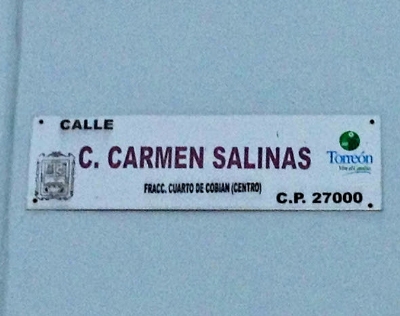 CALLE
C. CARMEN SALINAS
FRACC. CUARTO DE COBIAN (CENTRO)
C.P. 27000
Torreón